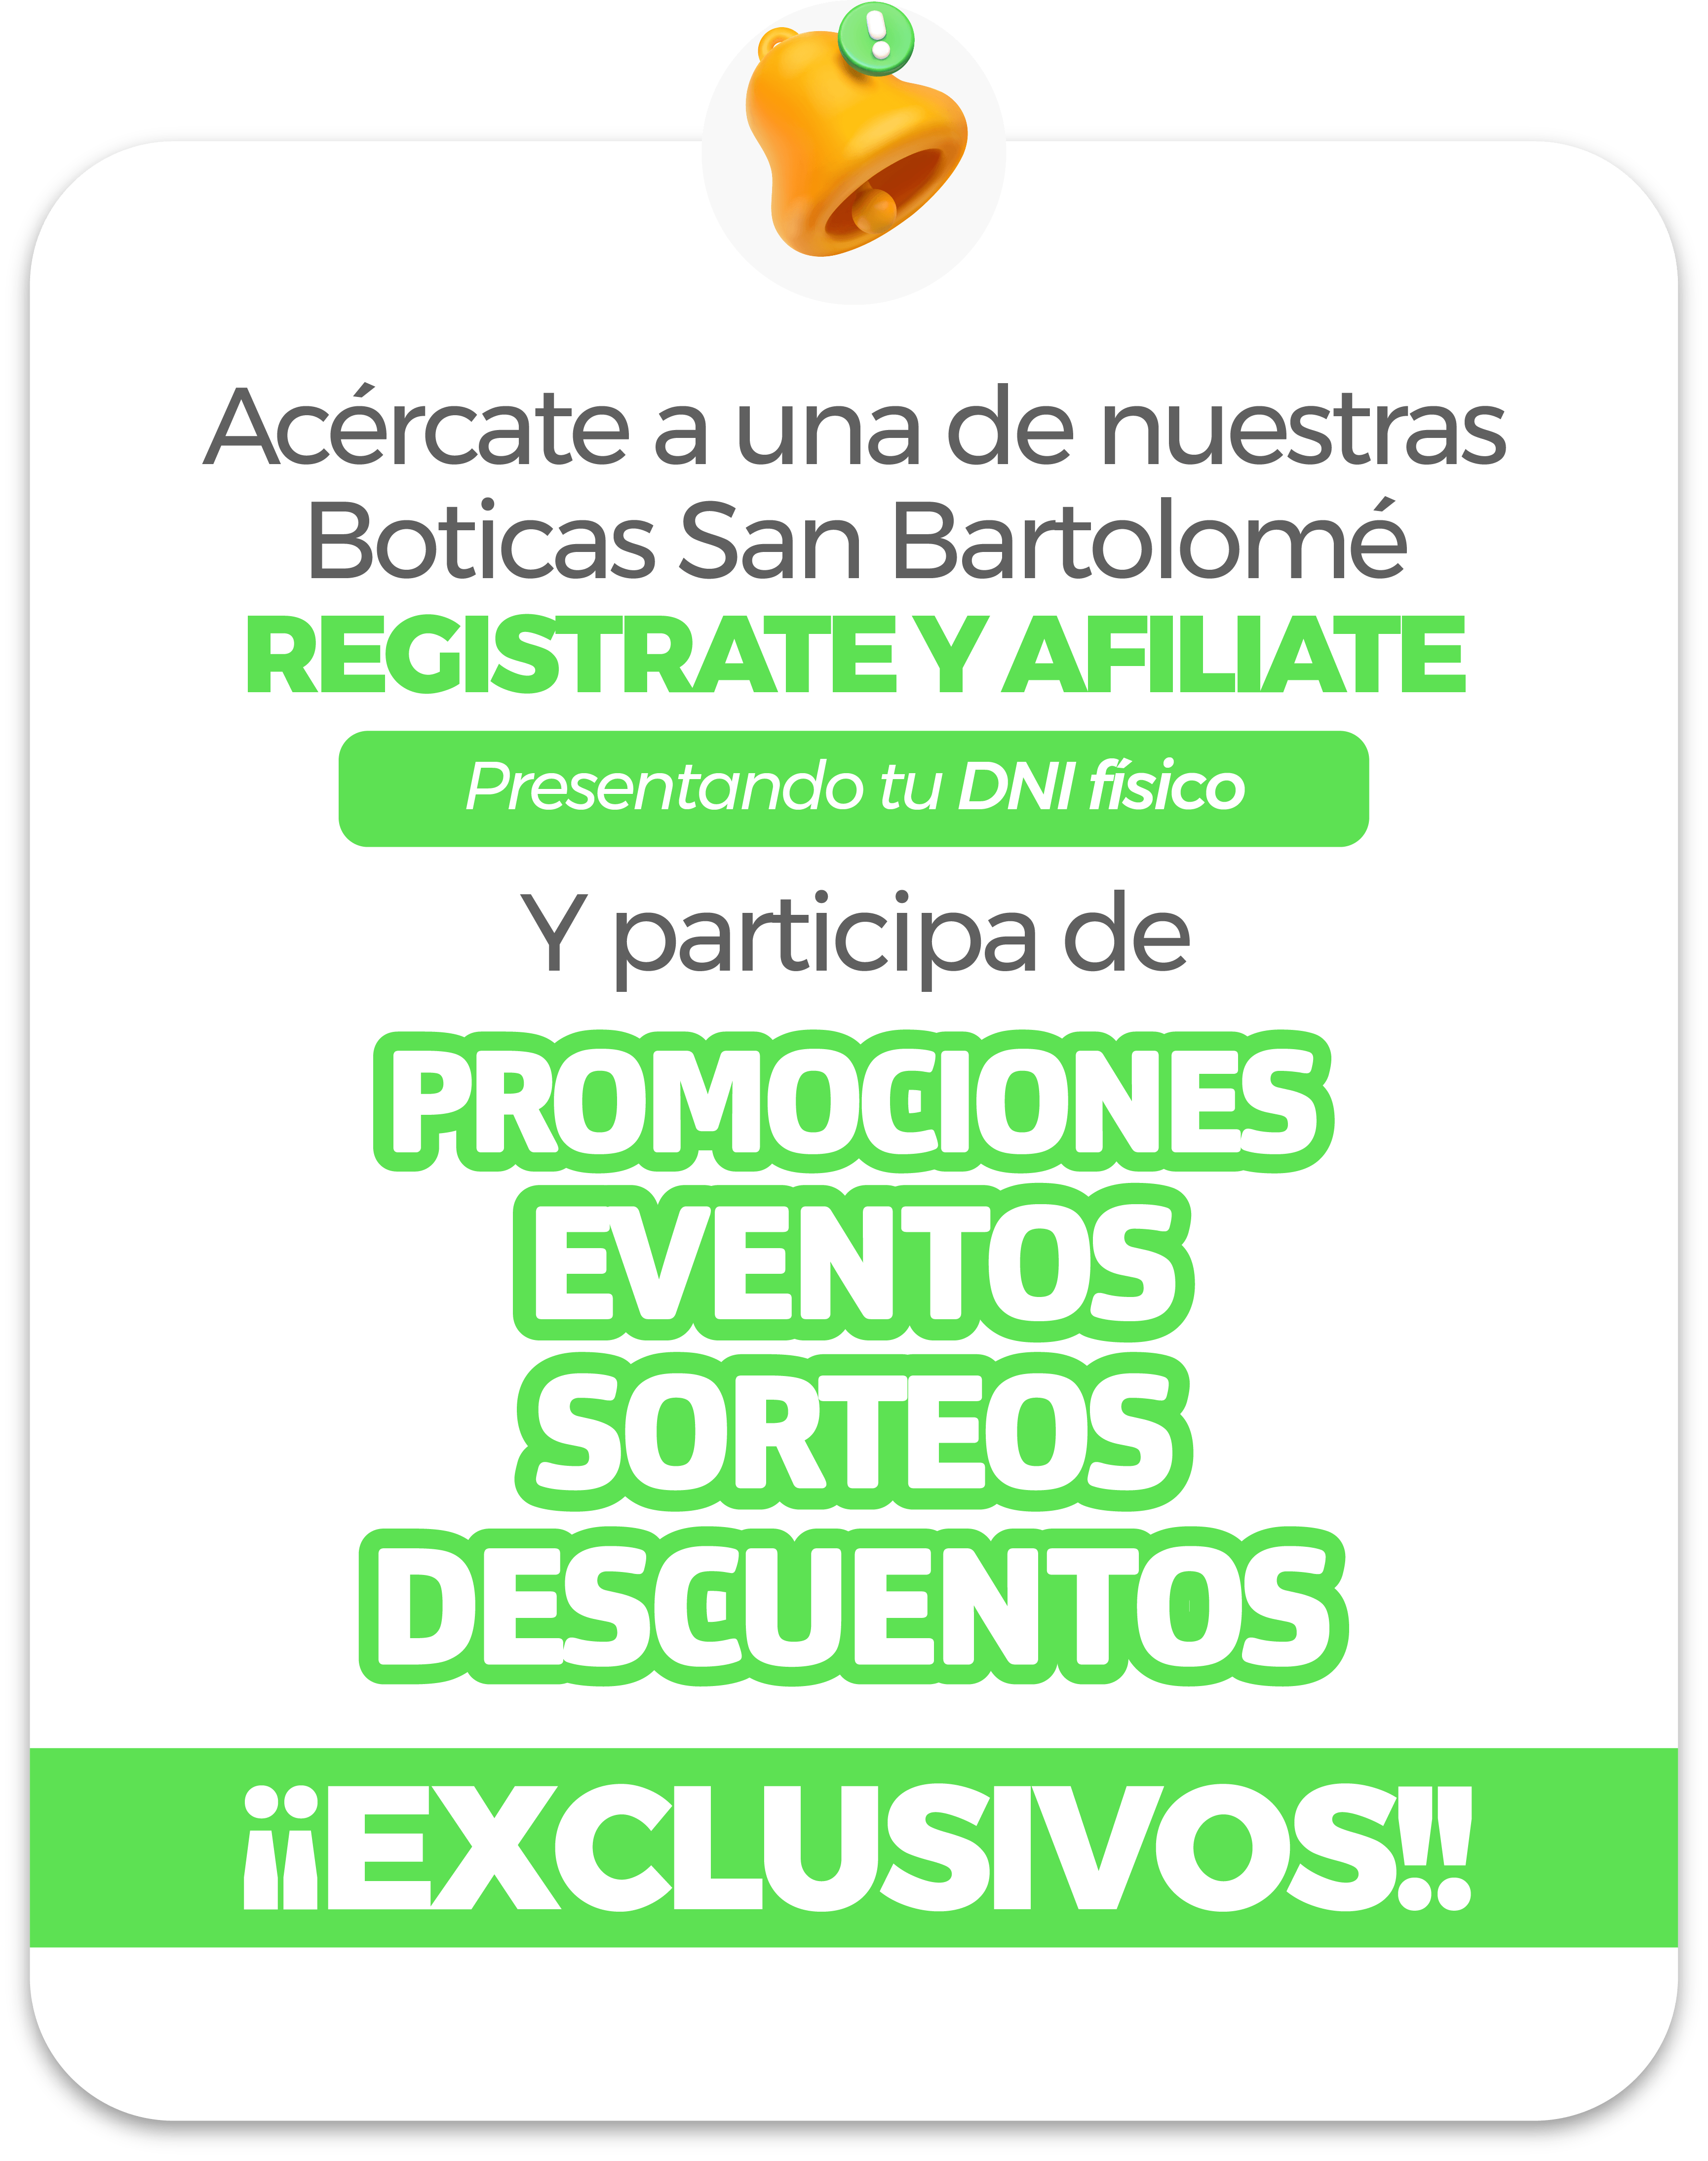 Acércate a una de nuestras
Boticas San Bartolomé
REGISTRATE Y AFILIATE
Presentando tu DNI físico
Y participa de
PROMOCIONES
EVENTOS
SORTEOS
DESCUENTOS
¡¡EXCLUSIVOS!!